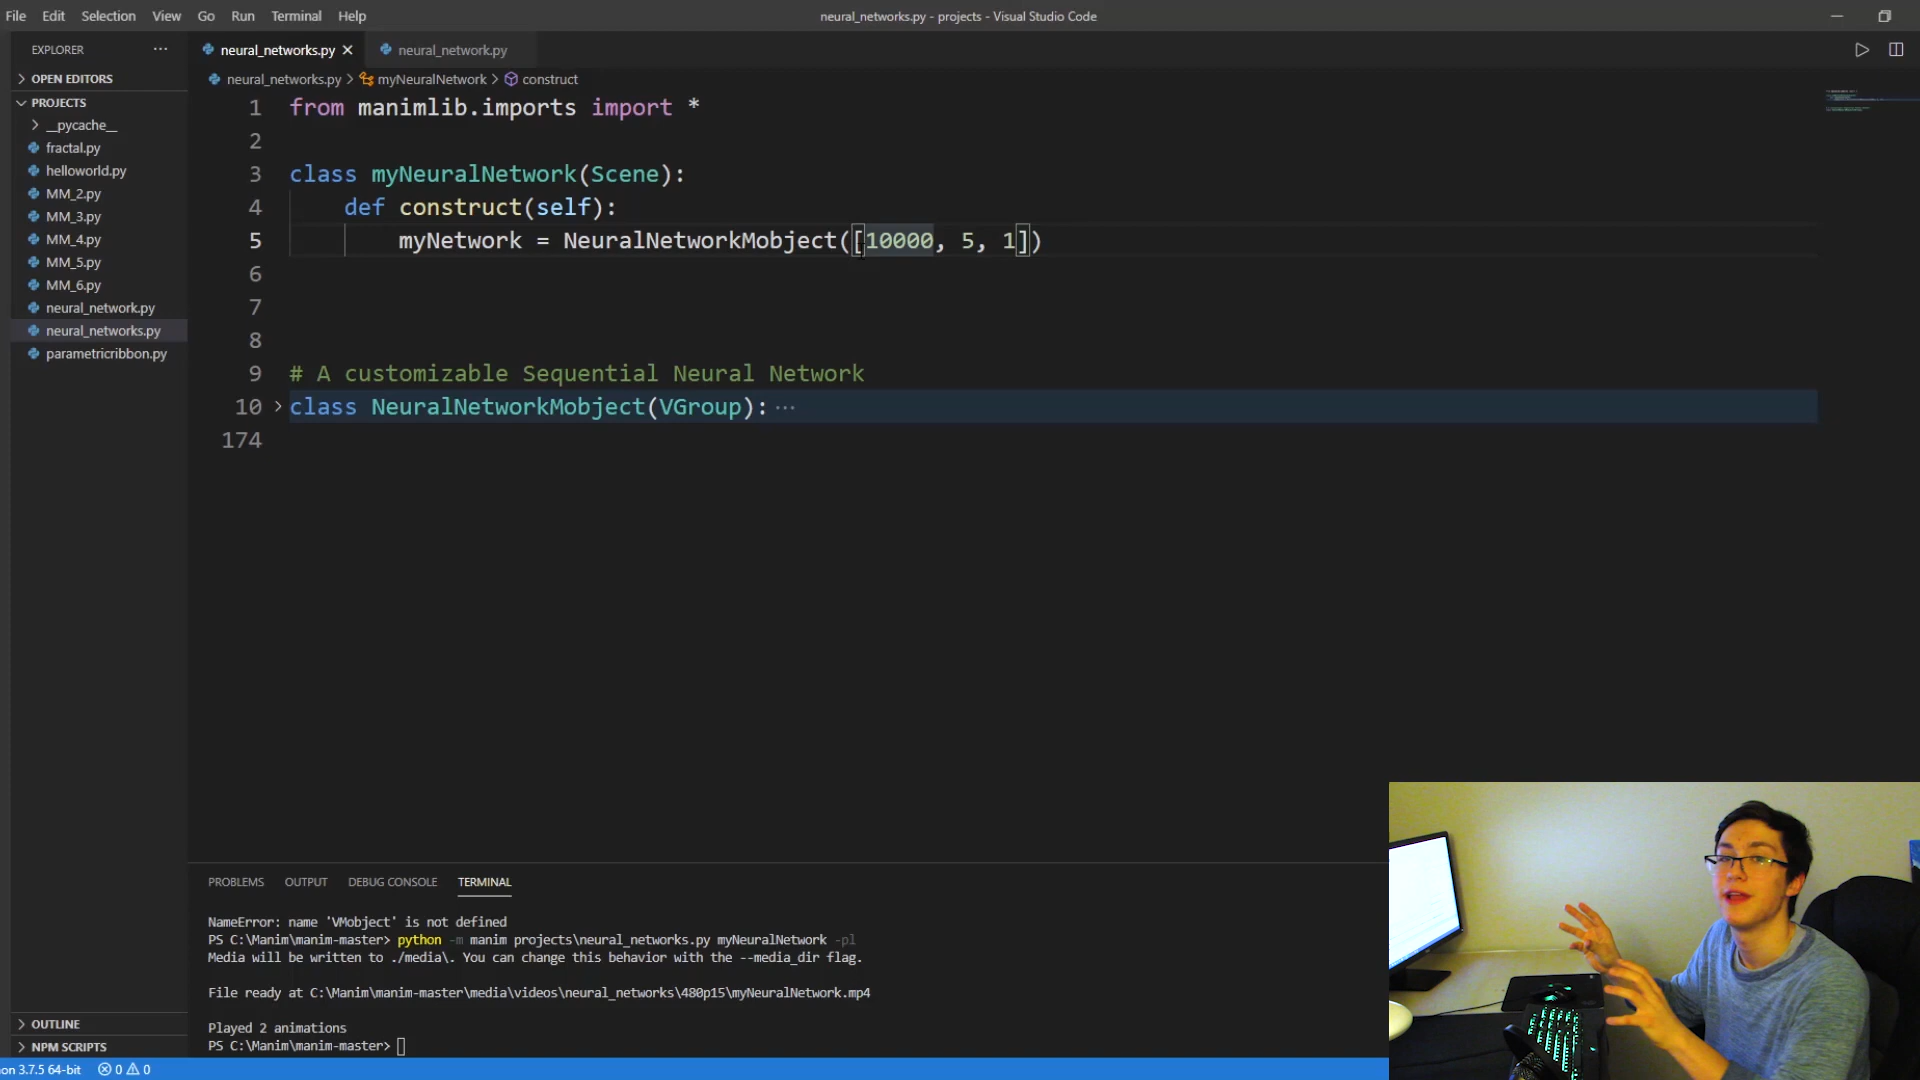 File Edit Selection View Go Run Terminal Help
neural_networks.py - projects - Visual Studio Code
EXPLORER ···
neural_networks.py
neural_network.py
OPEN EDITORS
neural_networks.py > myNeuralNetwork > construct
PROJECTS
__pycache__
fractal.py
helloworld.py
MM_2.py
MM_3.py
MM_4.py
MM_5.py
MM_6.py
neural_network.py
neural_networks.py
parametricribbon.py
1 from manimlib.imports import *
2
3 class myNeuralNetwork(Scene):
4 def construct(self):
5 myNetwork = NeuralNetworkMobject([10000, 5, 1])
6
7
8
9 # A customizable Sequential Neural Network
10 class NeuralNetworkMobject(VGroup): ···
174
PROBLEMS OUTPUT DEBUG CONSOLE TERMINAL
NameError: name 'VMobject' is not defined
PS C:\Manim\manim-master> python -m manim projects\neural_networks.py myNeuralNetwork -pl
Media will be written to ./media\. You can change this behavior with the --media_dir flag.
File ready at C:\Manim\manim-master\media\videos\neural_networks\480p15\myNeuralNetwork.mp4
Played 2 animations
PS C:\Manim\manim-master>
OUTLINE
NPM SCRIPTS
on 3.7.5 64-bit 0 0